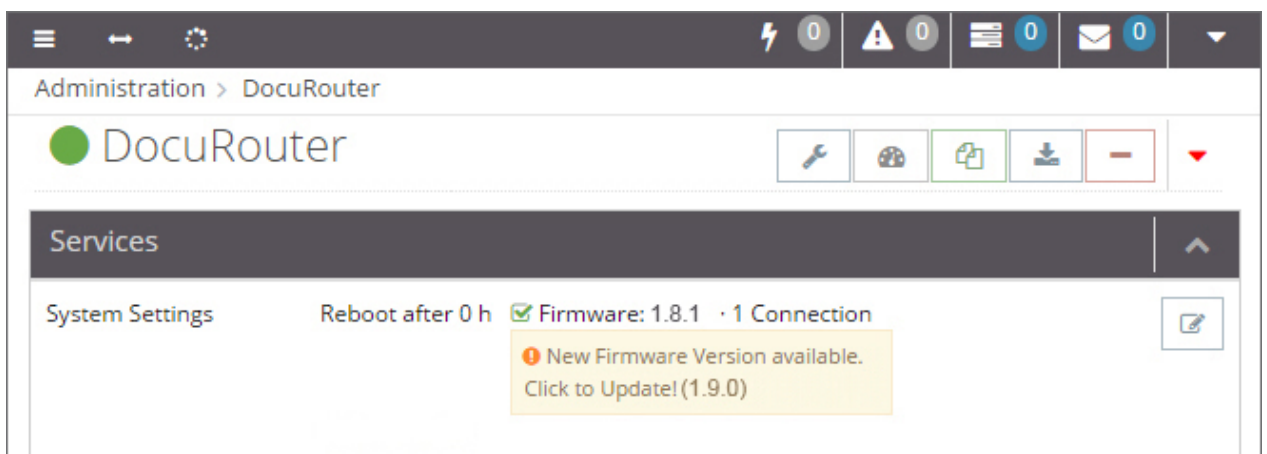 0 0 0 0
Administration > DocuRouter
DocuRouter
Services
System Settings Reboot after 0 h Firmware: 1.8.1 · 1 Connection
New Firmware Version available.
Click to Update! (1.9.0)